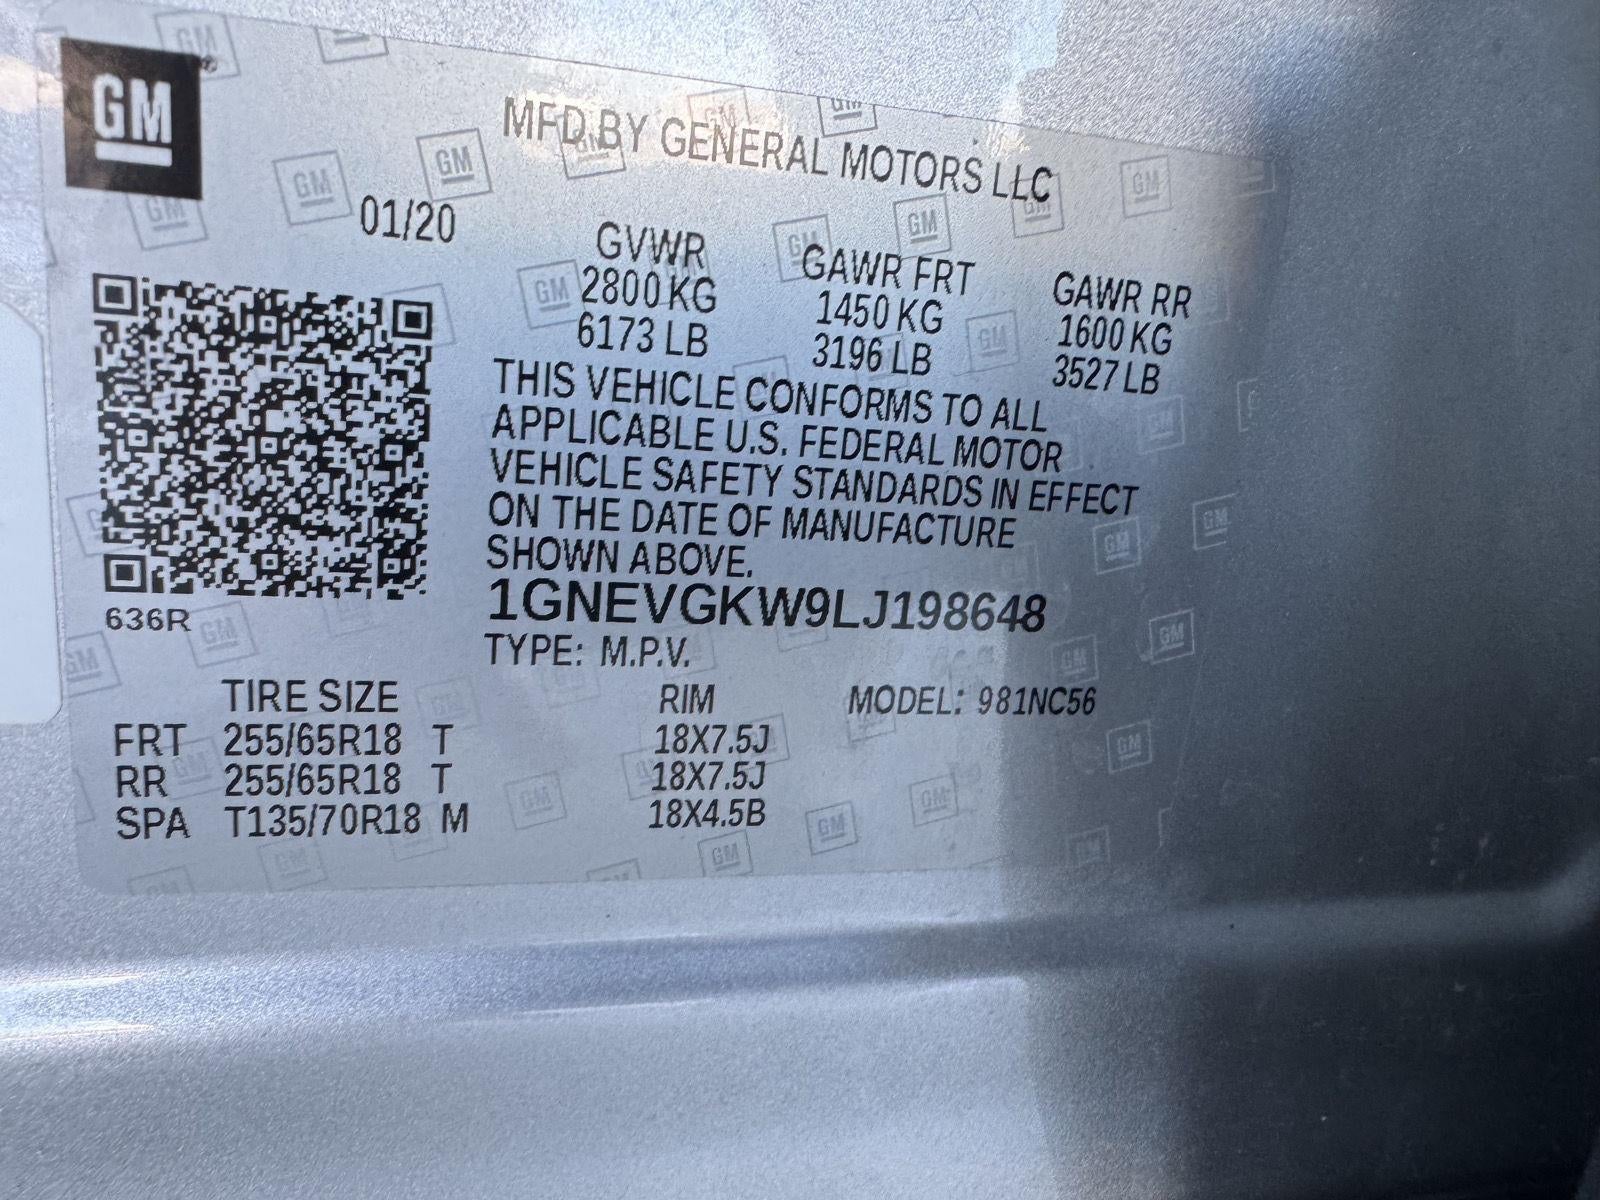 GM
MFD BY GENERAL MOTORS LLC
01/20
GVWR GAWR FRT GAWR RR
2800 KG 1450 KG 1600 KG
6173 LB 3196 LB 3527 LB
THIS VEHICLE CONFORMS TO ALL
APPLICABLE U.S. FEDERAL MOTOR
VEHICLE SAFETY STANDARDS IN EFFECT
ON THE DATE OF MANUFACTURE
SHOWN ABOVE.
636R
1GNEVGKW9LJ198648
TYPE: M.P.V.
TIRE SIZE RIM MODEL: 981NC56
FRT 255/65R18 T 18X7.5J
RR 255/65R18 T 18X7.5J
SPA T135/70R18 M 18X4.5B